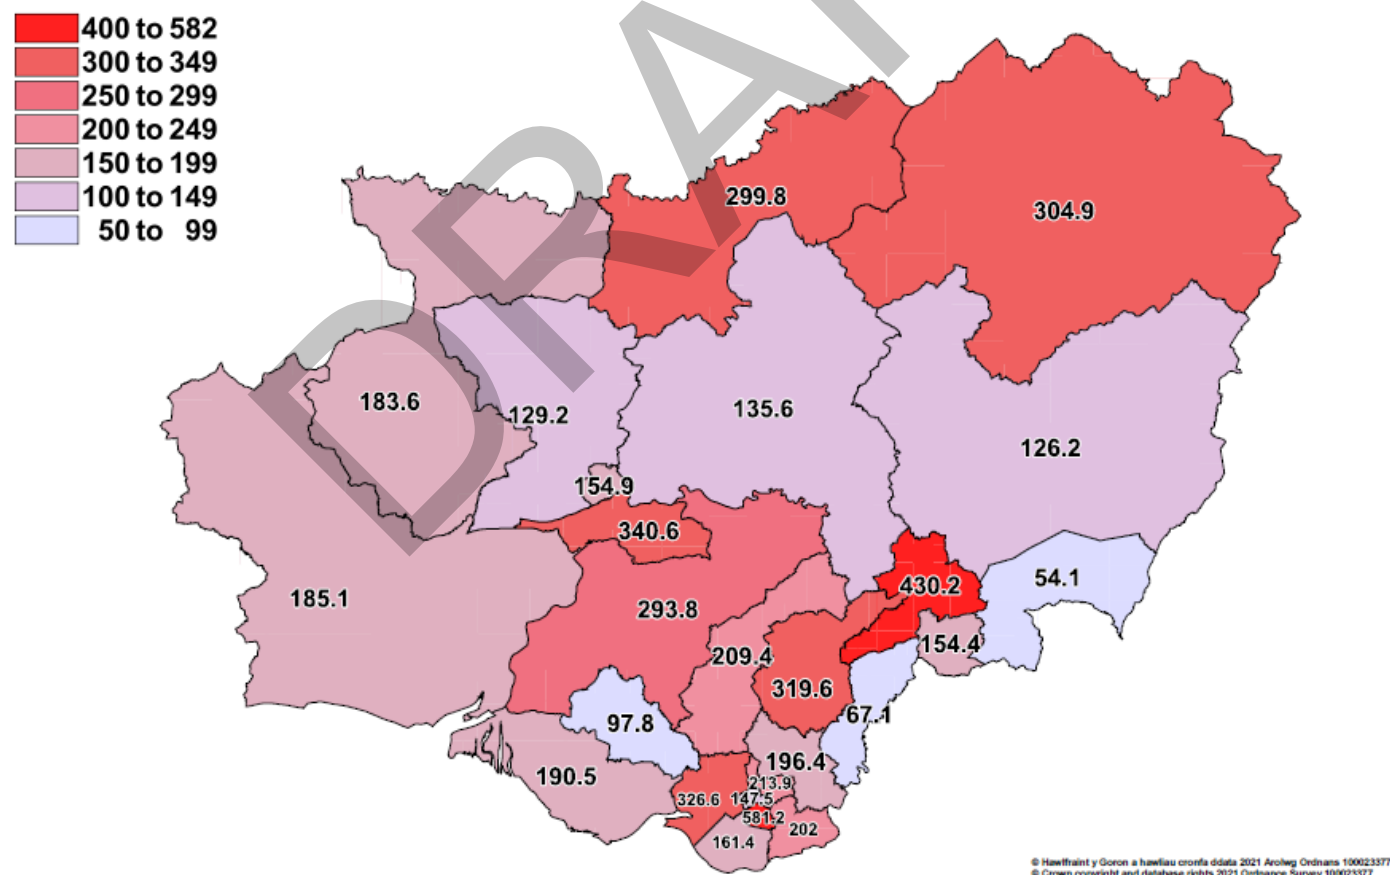 400 to 582
300 to 349
250 to 299
200 to 249
150 to 199
100 to 149
50 to 99
DRAF
299.8
304.9
183.6
129.2
135.6
126.2
154.9
340.6
430.2
54.1
185.1
293.8
154.4
209.4
319.6
67.1
97.8
196.4
190.5
213.9
326.6
147.5
581.2
202
161.4
© Hawlfraint y Goron a hawliau cronfa ddata 2021 Arolwg Ordnans 100023377
© Crown copyright and database rights 2021 Ordnance Survey 100023377